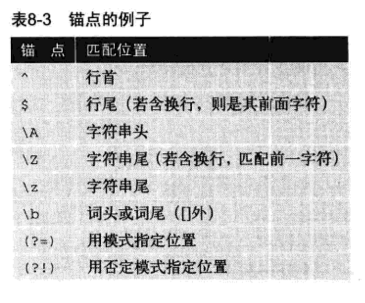 表8-3 锚点的例子
锚 点 匹配位置
^ 行首
$ 行尾（若含换行，则是其前面字符）
\A 字符串头
\Z 字符串尾（若含换行，匹配前一字符）
\z 字符串尾
\b 词头或词尾（[]外）
(?=) 用模式指定位置
(?!) 用否定模式指定位置